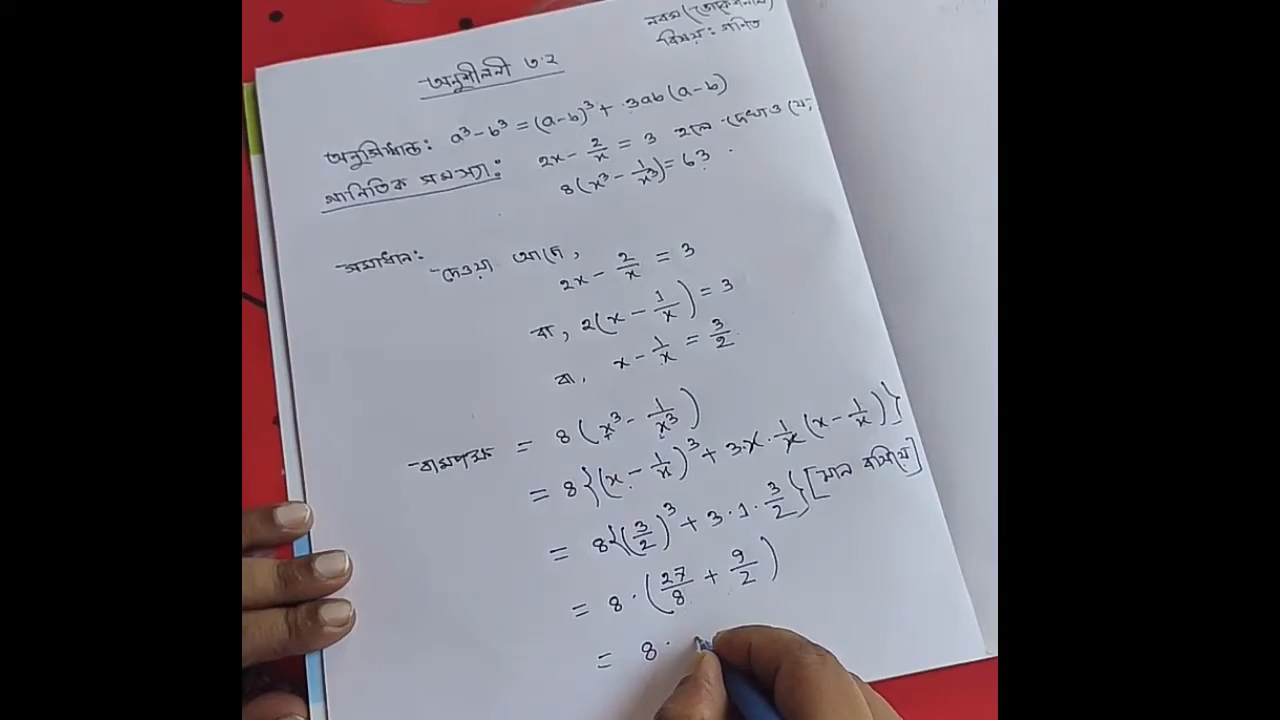 নবম (ভোকেশনাল)
বিষয়: গণিত
অনুশীলনী ৩.২
অনুসিদ্ধান্ত: a³ - b³ = (a-b)³ + 3ab(a-b)
গাণিতিক সমস্যা: 2x - 2/x = 3 হলে দেখাও যে,
8(x³ - 1/x³) = 63.
সমাধান: দেওয়া আছে,
2x - 2/x = 3
বা, 2(x - 1/x) = 3
বা, x - 1/x = 3/2
বামপক্ষ = 8(x³ - 1/x³)
= 8{(x - 1/x)³ + 3·x·1/x(x - 1/x)}
= 8{(3/2)³ + 3·1·3/2} [মান বসিয়ে]
= 8·(27/8 + 9/2)
= 8·